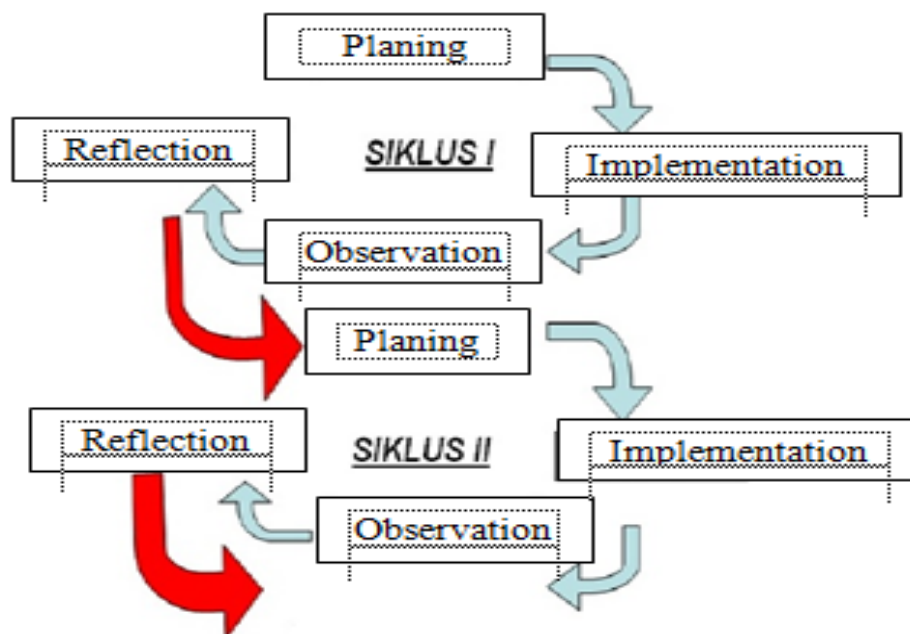 Planing
Reflection
SIKLUS I
Implementation
Observation
Planing
Reflection
SIKLUS II
Implementation
Observation